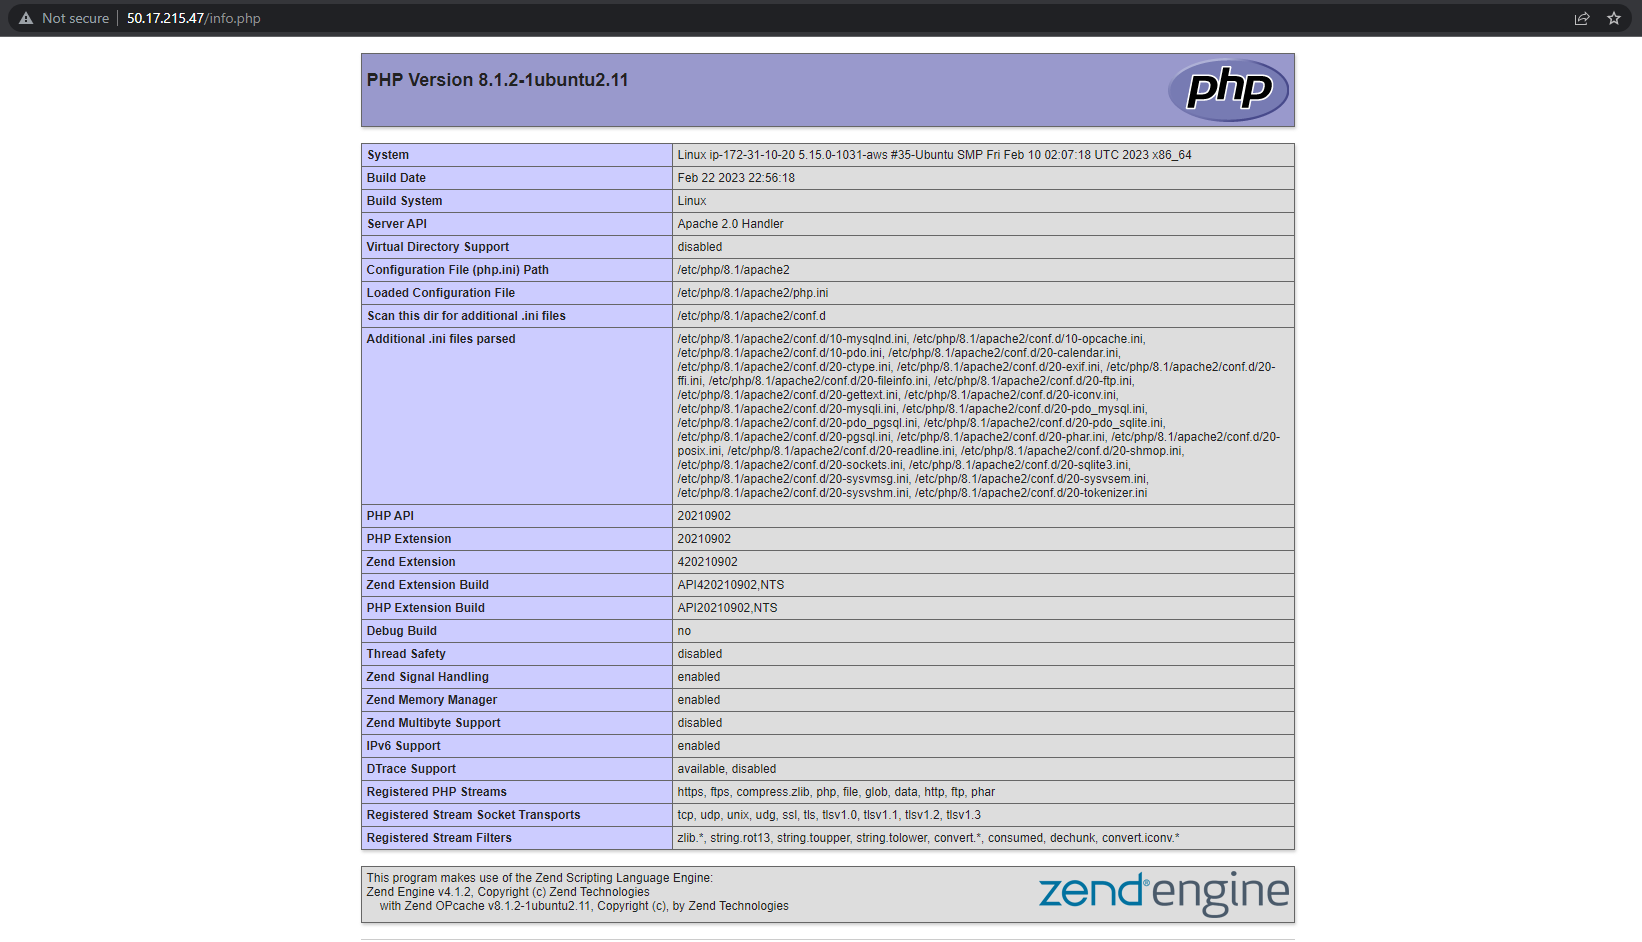 Not secure 50.17.215.47/info.php
PHP Version 8.1.2-1ubuntu2.11
php
System Linux ip-172-31-10-20 5.15.0-1031-aws #35-Ubuntu SMP Fri Feb 10 02:07:18 UTC 2023 x86_64
Build Date Feb 22 2023 22:56:18
Build System Linux
Server API Apache 2.0 Handler
Virtual Directory Support disabled
Configuration File (php.ini) Path /etc/php/8.1/apache2
Loaded Configuration File /etc/php/8.1/apache2/php.ini
Scan this dir for additional .ini files /etc/php/8.1/apache2/conf.d
Additional .ini files parsed /etc/php/8.1/apache2/conf.d/10-mysqlnd.ini, /etc/php/8.1/apache2/conf.d/10-opcache.ini,
/etc/php/8.1/apache2/conf.d/10-pdo.ini, /etc/php/8.1/apache2/conf.d/20-calendar.ini,
/etc/php/8.1/apache2/conf.d/20-ctype.ini, /etc/php/8.1/apache2/conf.d/20-exif.ini, /etc/php/8.1/apache2/conf.d/20-
ffi.ini, /etc/php/8.1/apache2/conf.d/20-fileinfo.ini, /etc/php/8.1/apache2/conf.d/20-ftp.ini,
/etc/php/8.1/apache2/conf.d/20-gettext.ini, /etc/php/8.1/apache2/conf.d/20-iconv.ini,
/etc/php/8.1/apache2/conf.d/20-mysqli.ini, /etc/php/8.1/apache2/conf.d/20-pdo_mysql.ini,
/etc/php/8.1/apache2/conf.d/20-pdo_pgsql.ini, /etc/php/8.1/apache2/conf.d/20-pdo_sqlite.ini,
/etc/php/8.1/apache2/conf.d/20-pgsql.ini, /etc/php/8.1/apache2/conf.d/20-phar.ini, /etc/php/8.1/apache2/conf.d/20-
posix.ini, /etc/php/8.1/apache2/conf.d/20-readline.ini, /etc/php/8.1/apache2/conf.d/20-shmop.ini,
/etc/php/8.1/apache2/conf.d/20-sockets.ini, /etc/php/8.1/apache2/conf.d/20-sqlite3.ini,
/etc/php/8.1/apache2/conf.d/20-sysvmsg.ini, /etc/php/8.1/apache2/conf.d/20-sysvsem.ini,
/etc/php/8.1/apache2/conf.d/20-sysvshm.ini, /etc/php/8.1/apache2/conf.d/20-tokenizer.ini
PHP API 20210902
PHP Extension 20210902
Zend Extension 420210902
Zend Extension Build API420210902,NTS
PHP Extension Build API20210902,NTS
Debug Build no
Thread Safety disabled
Zend Signal Handling enabled
Zend Memory Manager enabled
Zend Multibyte Support disabled
IPv6 Support enabled
DTrace Support available, disabled
Registered PHP Streams https, ftps, compress.zlib, php, file, glob, data, http, ftp, phar
Registered Stream Socket Transports tcp, udp, unix, udg, ssl, tls, tlsv1.0, tlsv1.1, tlsv1.2, tlsv1.3
Registered Stream Filters zlib.*, string.rot13, string.toupper, string.tolower, convert.*, consumed, dechunk, convert.iconv.*
This program makes use of the Zend Scripting Language Engine:
Zend Engine v4.1.2, Copyright (c) Zend Technologies
with Zend OPcache v8.1.2-1ubuntu2.11, Copyright (c), by Zend Technologies
zend® engine